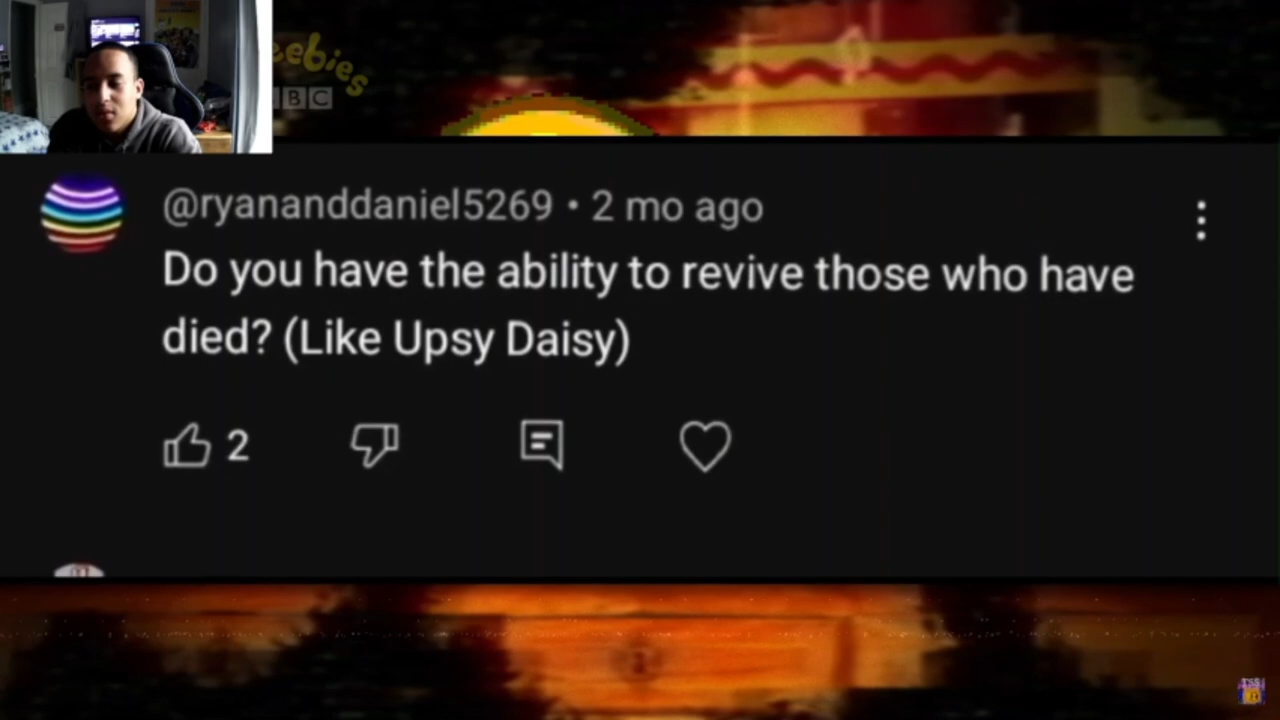 eebies
BBC
@ryananddaniel5269 • 2 mo ago
Do you have the ability to revive those who have
died? (Like Upsy Daisy)
2